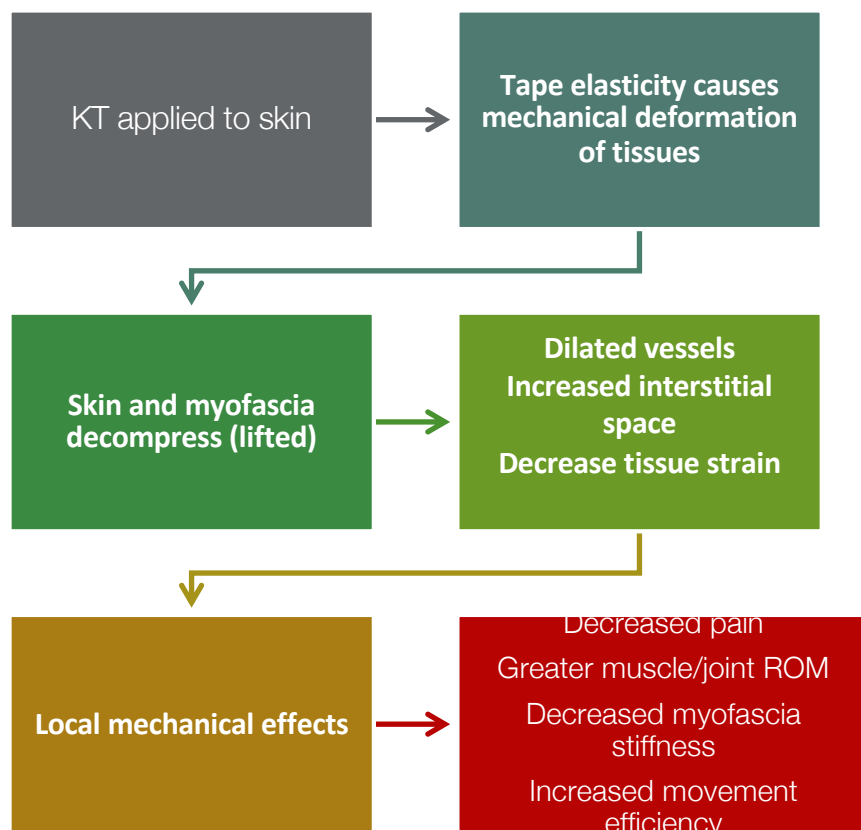 KT applied to skin
Tape elasticity causes
mechanical deformation
of tissues
Skin and myofascia
decompress (lifted)
Dilated vessels
Increased interstitial
space
Decrease tissue strain
Local mechanical effects
Decreased pain
Greater muscle/joint ROM
Decreased myofascia
stiffness
Increased movement
efficiency